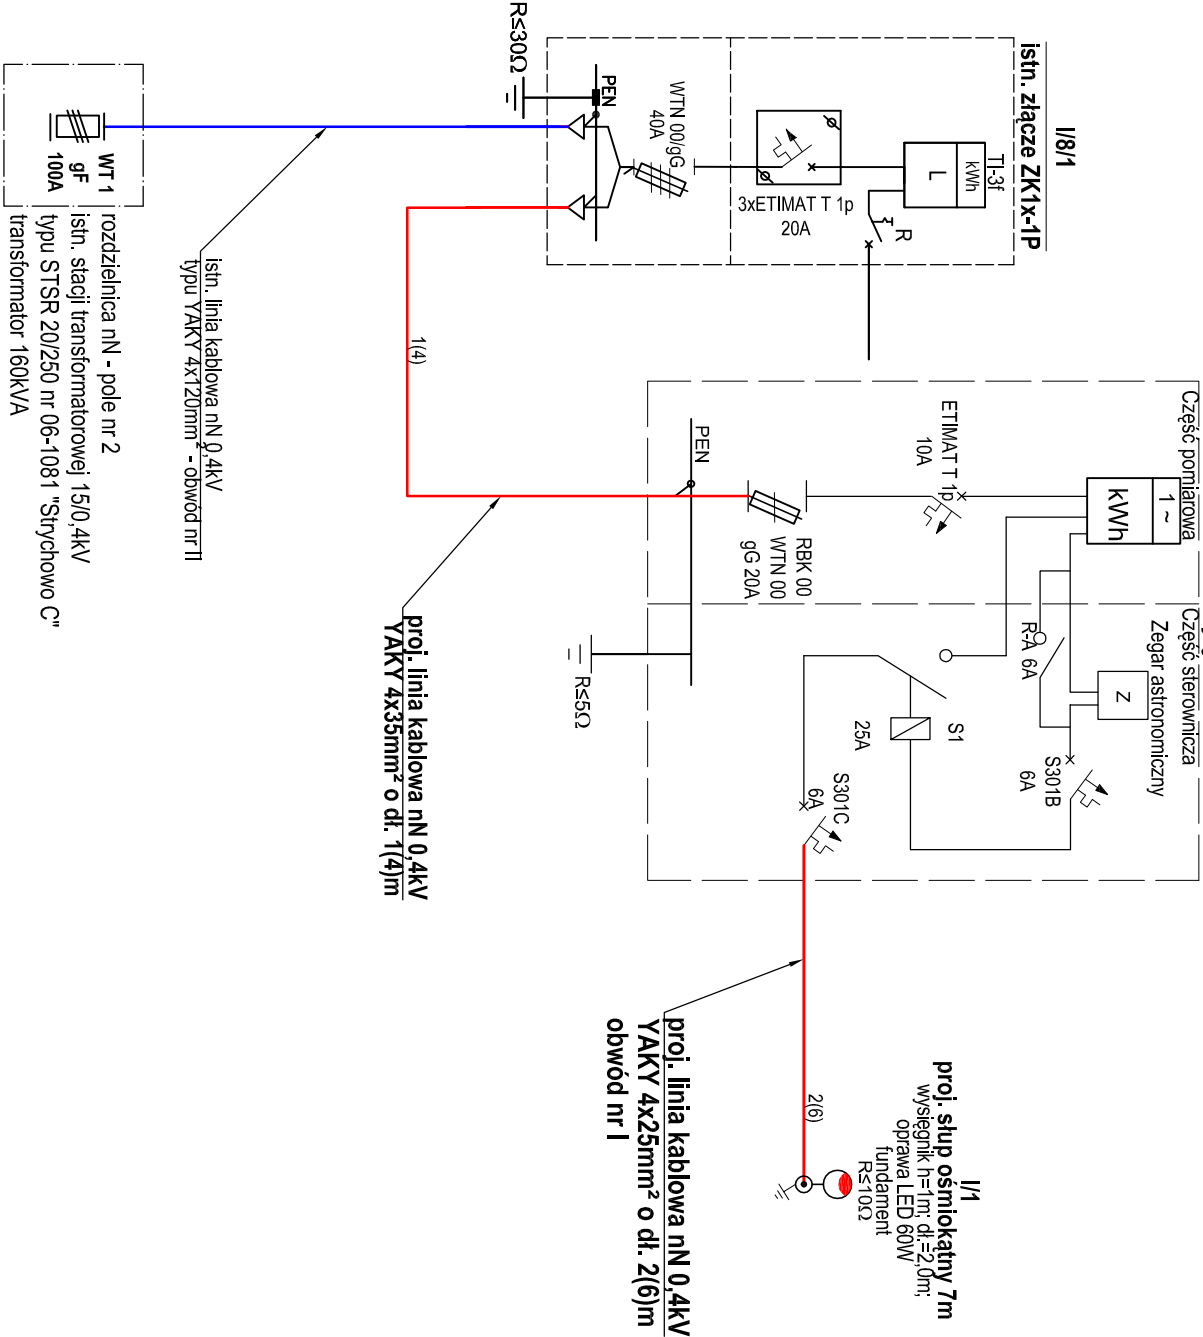 I/8/1
istn. złącze ZK1x-1P
TI-3f
kWh
L
R
3xETIMAT T 1p
20A
WTN 00/gG
40A
PEN
R≤30Ω
WT 1
gF
100A
rozdzielnica nN - pole nr 2
istn. stacji transformatorowej 15/0,4kV
typu STSR 20/250 nr 06-1081 "Strychowo C"
transformator 160kVA
istn. linia kablowa nN 0,4kV
typu YAKY 4x120mm² - obwód nr II
1(4)
proj. linia kablowa nN 0,4kV
YAKY 4x35mm² o dł. 1(4)m
Część pomiarowa
1 ~
kWh
ETIMAT T 1p
10A
PEN
RBK 00
WTN 00
gG 20A
R≤5Ω
Część sterownicza
Zegar astronomiczny
R-A 6A
Z
S1
25A
S301B
6A
S301C
6A
2(6)
proj. linia kablowa nN 0,4kV
YAKY 4x25mm² o dł. 2(6)m
obwód nr I
I/1
proj. słup ośmiokątny 7m
wysięgnik h=1m; dł.=2,0m;
oprawa LED 60W
fundament
R≤10Ω